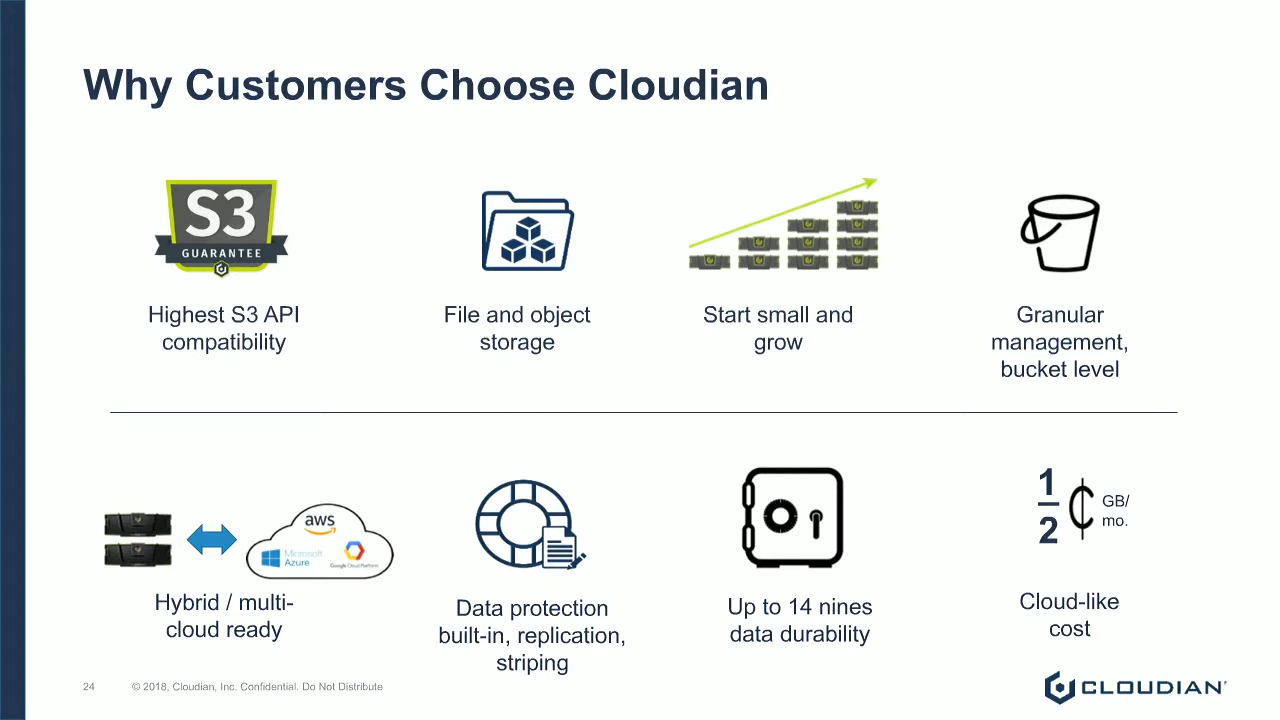 Why Customers Choose Cloudian
S3
GUARANTEE
Highest S3 API
compatibility
File and object
storage
Start small and
grow
Granular
management,
bucket level
aws
Microsoft
Azure
Google Cloud Platform
Hybrid / multi-
cloud ready
Data protection
built-in, replication,
striping
Up to 14 nines
data durability
1
2
¢
GB/
mo.
Cloud-like
cost
24
© 2018, Cloudian, Inc. Confidential. Do Not Distribute
CLOUDIAN